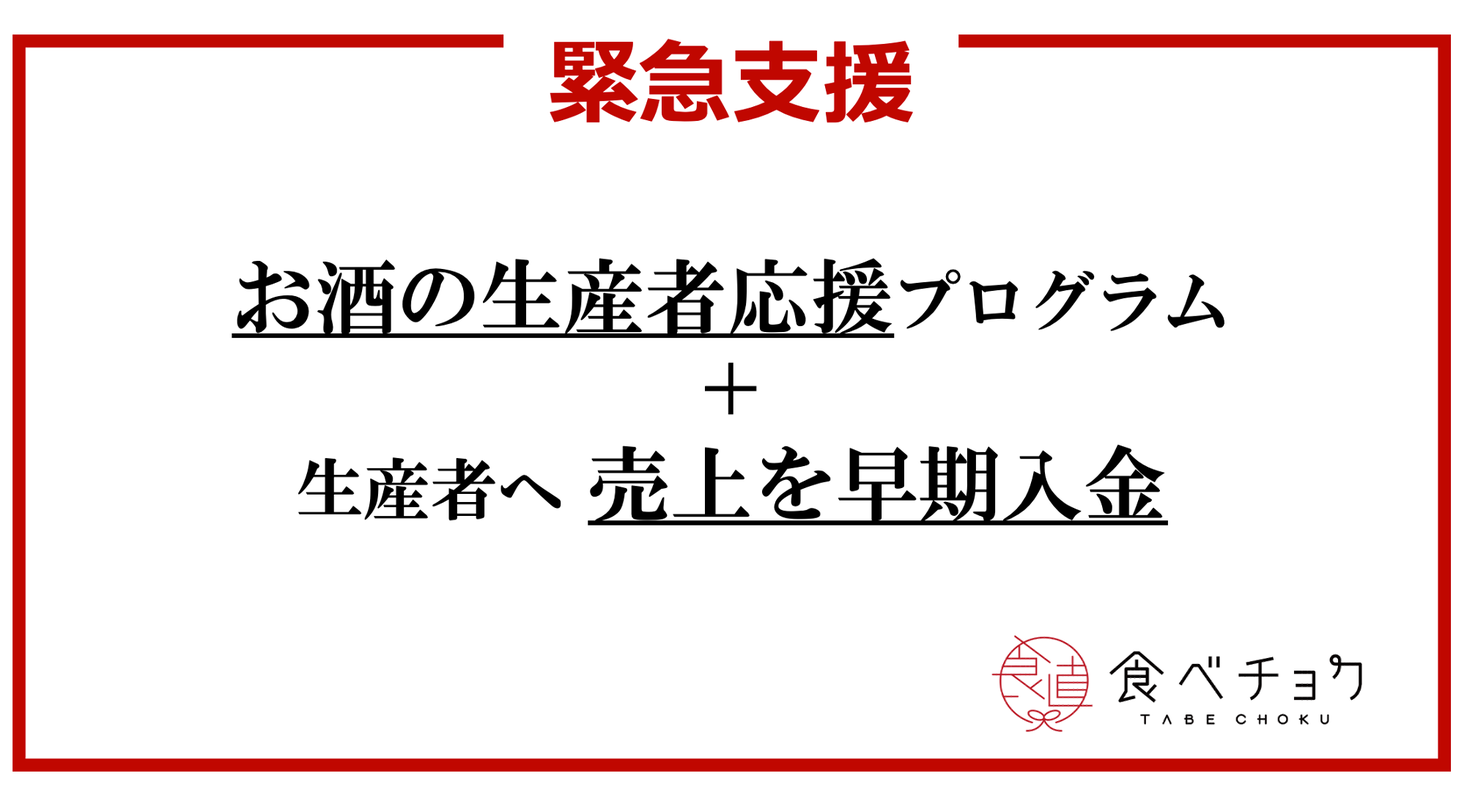 緊急支援
お酒の生産者応援プログラム
＋
生産者へ 売上を早期入金
食直
食べチョク
TABE CHOKU